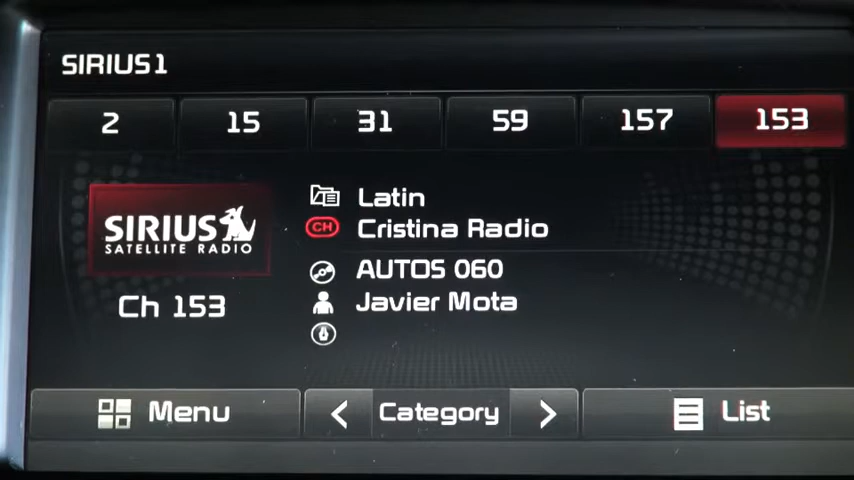 SIRIUS1
2 15 31 59 157 153
Latin
SIRIUS
SATELLITE RADIO
CH Cristina Radio
AUTOS 060
Ch 153
Javier Mota
Menu < Category > List